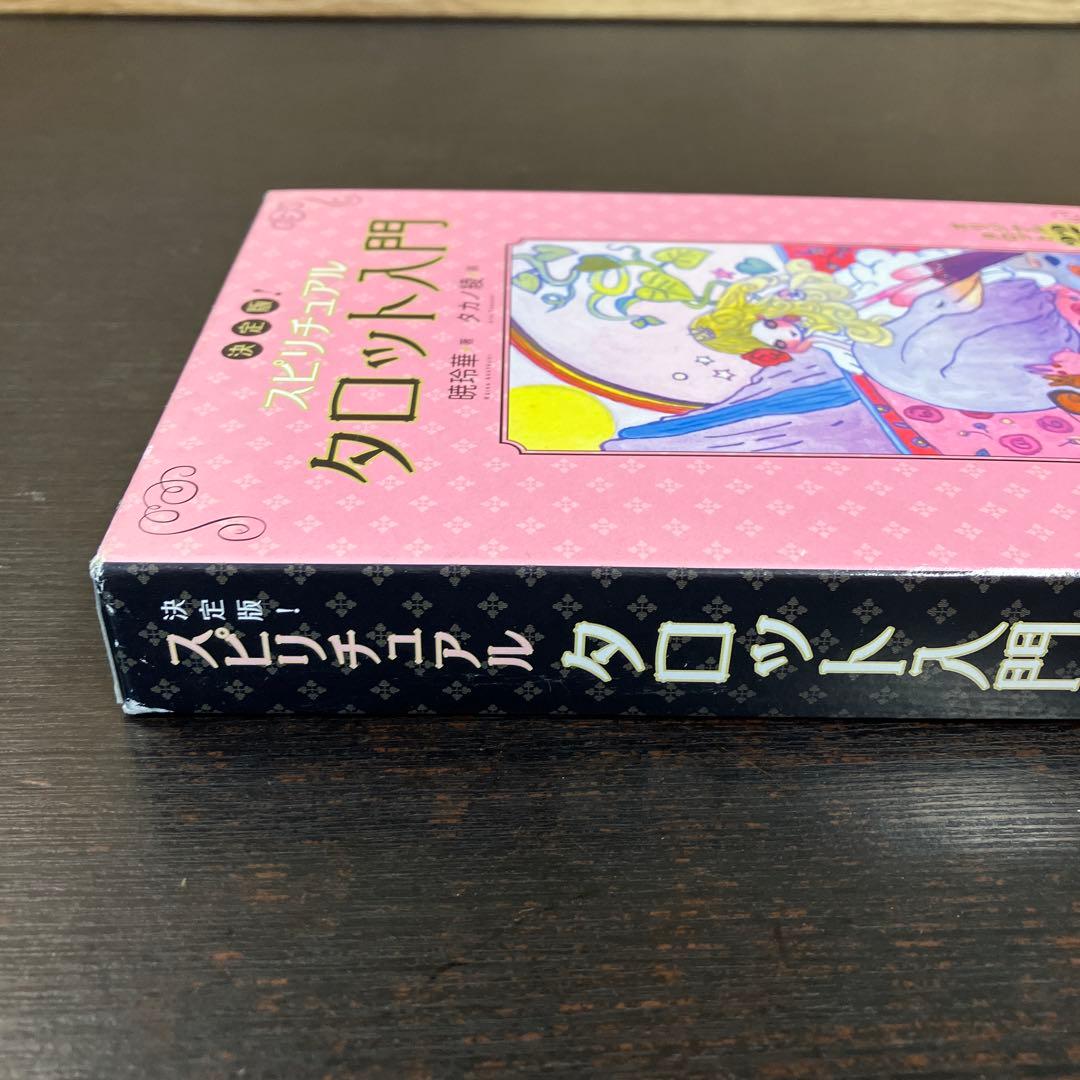 決定版!
スピリチュアル
タロット入門
暁玲華 著 タカノ綾 画
決定版!
スピリチュアル タロット入門